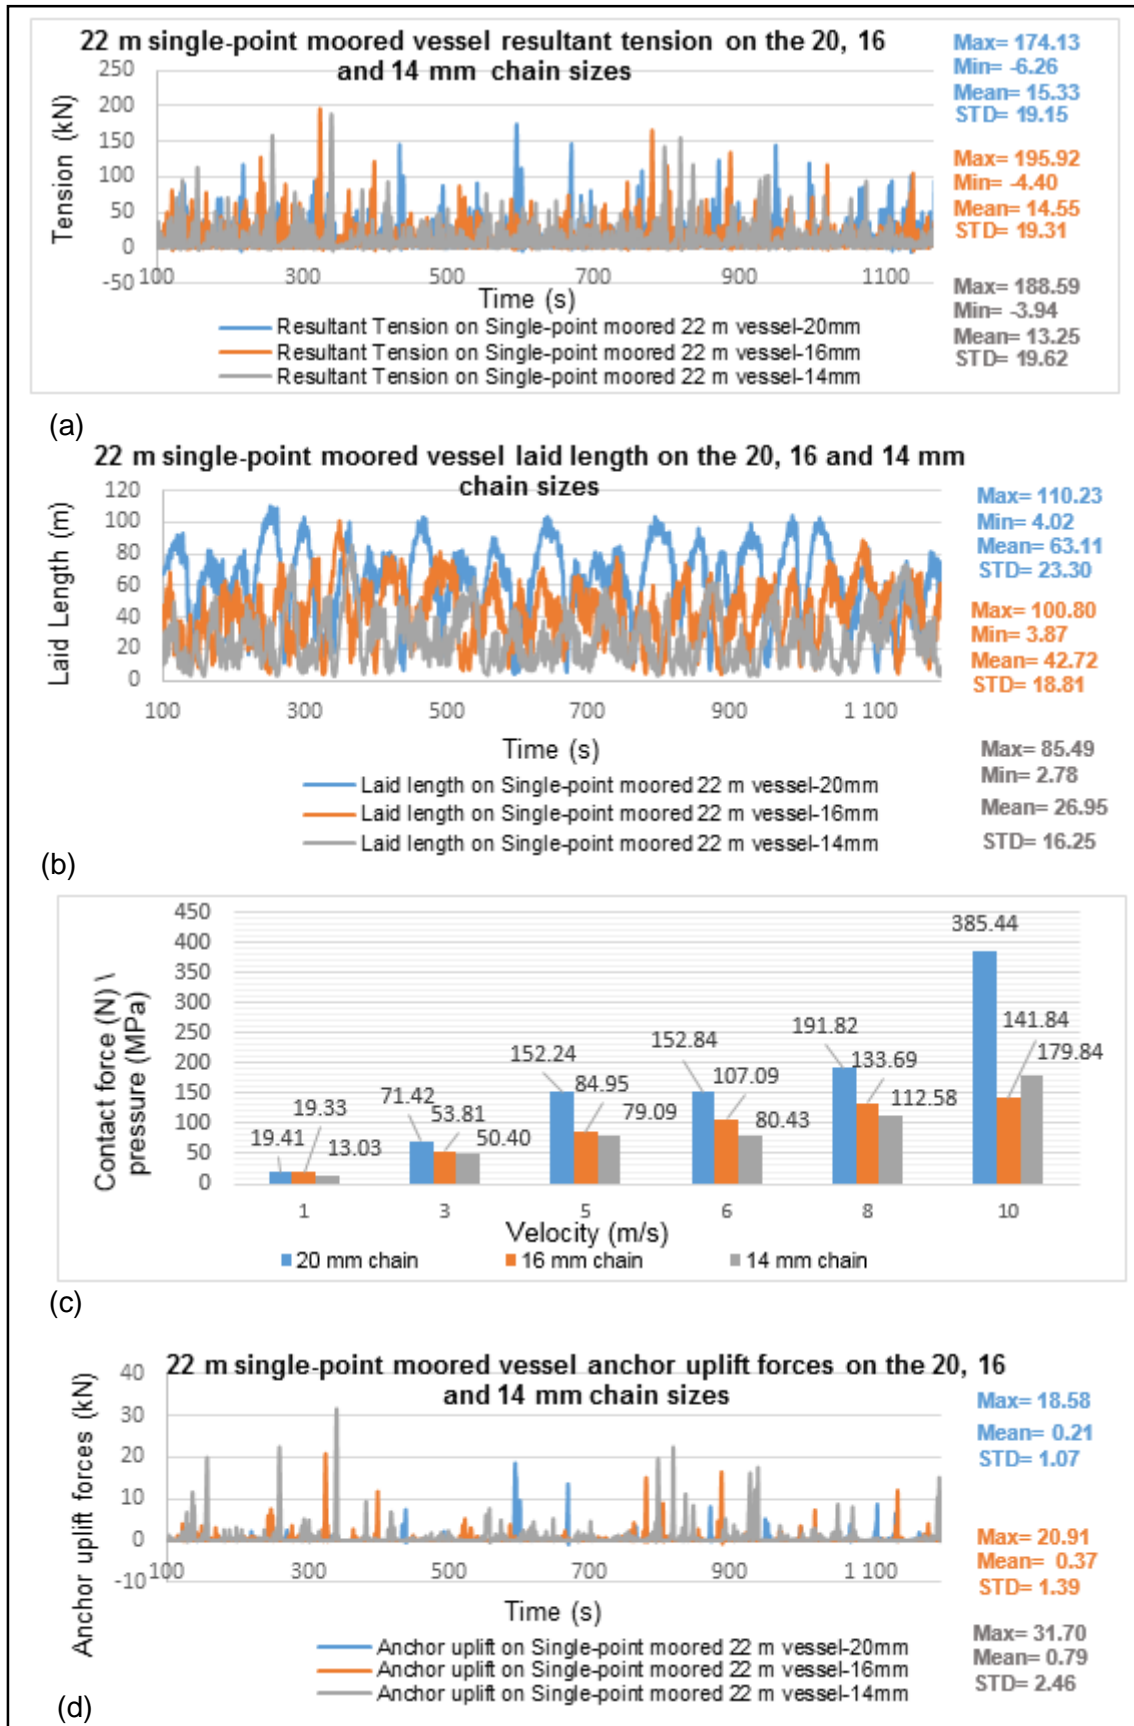 22 m single-point moored vessel resultant tension on the 20, 16
and 14 mm chain sizes
Tension (kN)
250
200
150
100
50
0
-50
100
300
500
700
900
1100
Time (s)
Resultant Tension on Single-point moored 22 m vessel-20mm
Resultant Tension on Single-point moored 22 m vessel-16mm
Resultant Tension on Single-point moored 22 m vessel-14mm
Max= 174.13
Min= -6.26
Mean= 15.33
STD= 19.15
Max= 195.92
Min= -4.40
Mean= 14.55
STD= 19.31
Max= 188.59
Min= -3.94
Mean= 13.25
STD= 19.62
(a)
22 m single-point moored vessel laid length on the 20, 16 and 14 mm
chain sizes
Laid Length (m)
120
100
80
60
40
20
0
100
300
500
700
900
1 100
Time (s)
Laid length on Single-point moored 22 m vessel-20mm
Laid length on Single-point moored 22 m vessel-16mm
Laid length on Single-point moored 22 m vessel-14mm
Max= 110.23
Min= 4.02
Mean= 63.11
STD= 23.30
Max= 100.80
Min= 3.87
Mean= 42.72
STD= 18.81
Max= 85.49
Min= 2.78
Mean= 26.95
STD= 16.25
(b)
Contact force (N) \
pressure (MPa)
450
400
350
300
250
200
150
100
50
0
19.41
19.33
13.03
71.42
53.81
50.40
152.24
84.95
79.09
152.84
107.09
80.43
191.82
133.69
112.58
385.44
141.84
179.84
1
3
5
6
8
10
Velocity (m/s)
20 mm chain
16 mm chain
14 mm chain
(c)
22 m single-point moored vessel anchor uplift forces on the 20, 16
and 14 mm chain sizes
Anchor uplift forces (kN)
40
30
20
10
0
-10
100
300
500
700
900
1 100
Time (s)
Anchor uplift on Single-point moored 22 m vessel-20mm
Anchor uplift on Single-point moored 22 m vessel-16mm
Anchor uplift on Single-point moored 22 m vessel-14mm
Max= 18.58
Mean= 0.21
STD= 1.07
Max= 20.91
Mean= 0.37
STD= 1.39
Max= 31.70
Mean= 0.79
STD= 2.46
(d)